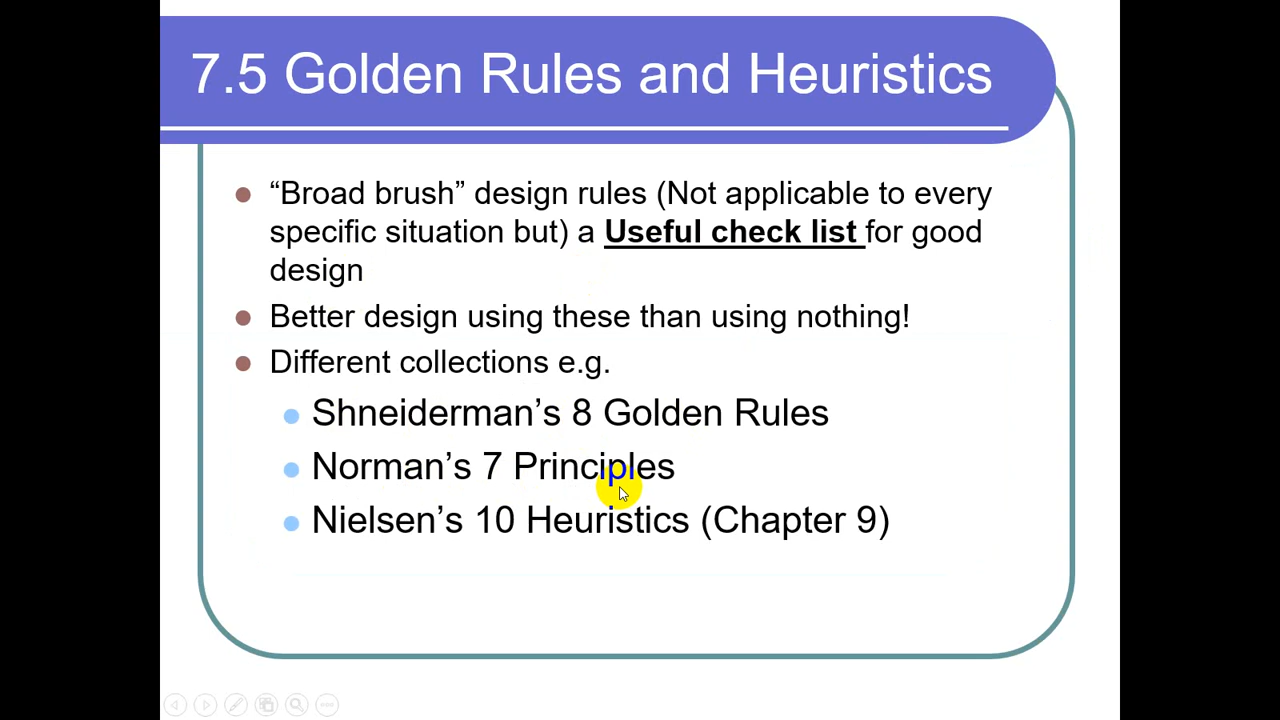 7.5 Golden Rules and Heuristics
“Broad brush” design rules (Not applicable to every
specific situation but) a Useful check list for good
design
Better design using these than using nothing!
Different collections e.g.
Shneiderman’s 8 Golden Rules
Norman’s 7 Principles
Nielsen’s 10 Heuristics (Chapter 9)